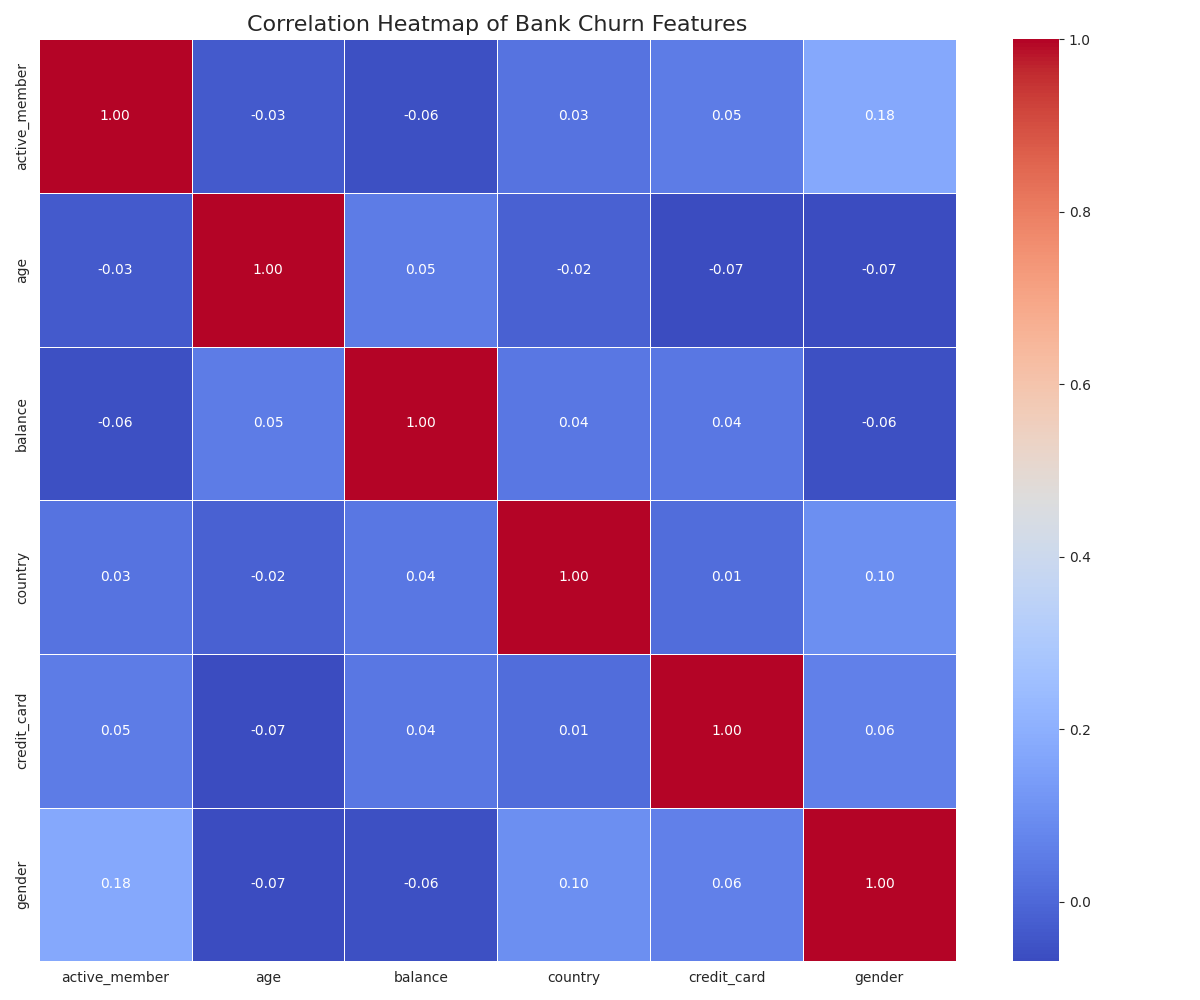 Correlation Heatmap of Bank Churn Features
active_member 1.00 -0.03 -0.06 0.03 0.05 0.18
age -0.03 1.00 0.05 -0.02 -0.07 -0.07
balance -0.06 0.05 1.00 0.04 0.04 -0.06
country 0.03 -0.02 0.04 1.00 0.01 0.10
credit_card 0.05 -0.07 0.04 0.01 1.00 0.06
gender 0.18 -0.07 -0.06 0.10 0.06 1.00
active_member age balance country credit_card gender
1.0
0.8
0.6
0.4
0.2
0.0